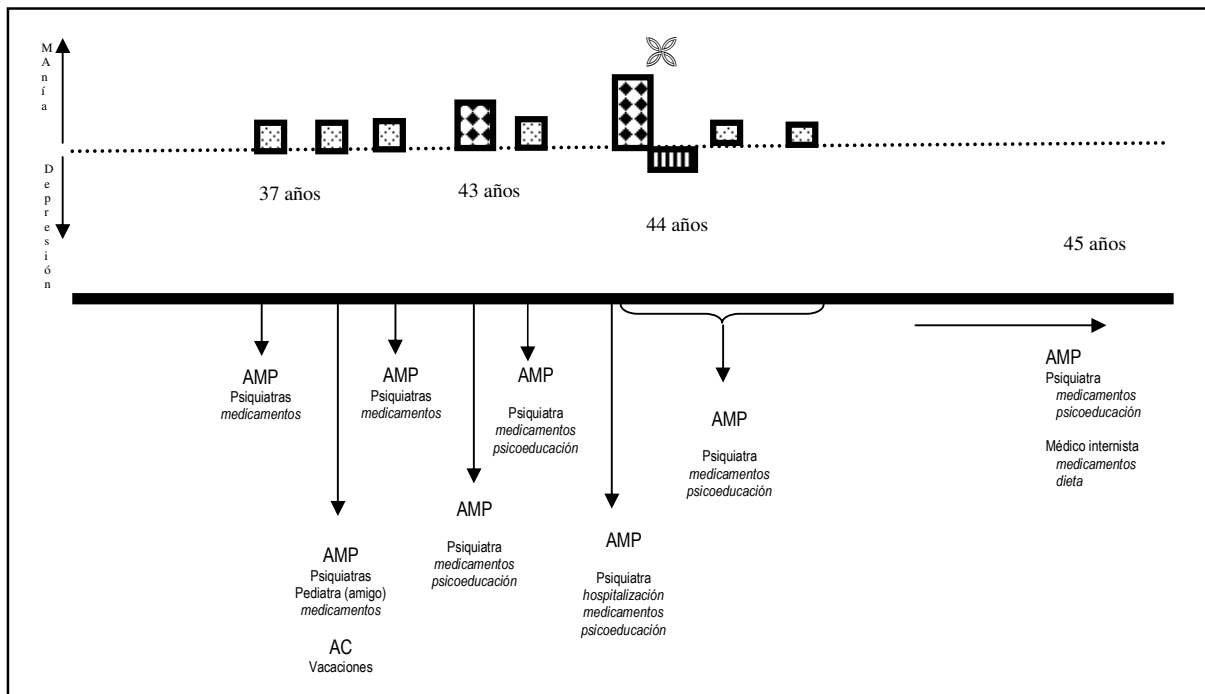 MAnía
Depresión
37 años
43 años
44 años
45 años
AMP
Psiquiatras
medicamentos
AMP
Psiquiatras
Pediatra (amigo)
medicamentos
AC
Vacaciones
AMP
Psiquiatras
medicamentos
AMP
Psiquiatra
medicamentos
psicoeducación
AMP
Psiquiatra
medicamentos
psicoeducación
AMP
Psiquiatra
hospitalización
medicamentos
psicoeducación
AMP
Psiquiatra
medicamentos
psicoeducación
AMP
Psiquiatra
medicamentos
psicoeducación
Médico internista
medicamentos
dieta